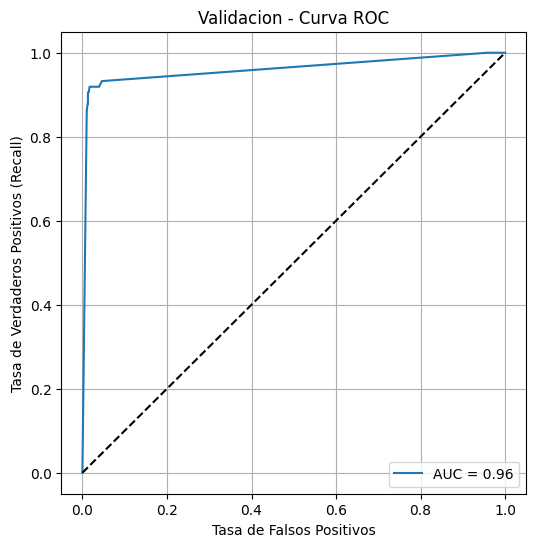 Validacion - Curva ROC
Tasa de Verdaderos Positivos (Recall)
1.0
0.8
0.6
0.4
0.2
0.0
AUC = 0.96
0.0 0.2 0.4 0.6 0.8 1.0
Tasa de Falsos Positivos